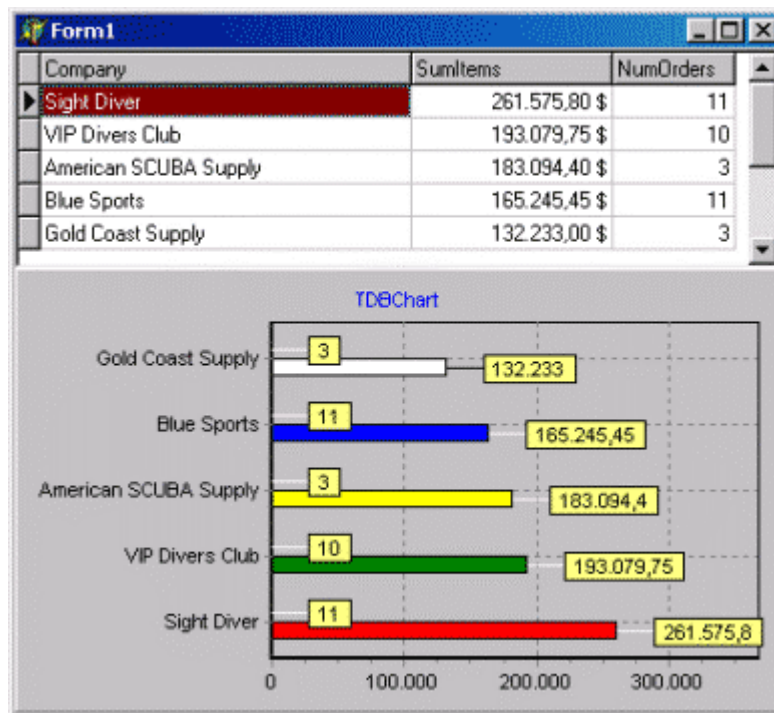 Form1
Company SumItems NumOrders
Sight Diver 261.575,80 $ 11
VIP Divers Club 193.079,75 $ 10
American SCUBA Supply 183.094,40 $ 3
Blue Sports 165.245,45 $ 11
Gold Coast Supply 132.233,00 $ 3
TDBChart
Gold Coast Supply 3 132.233
Blue Sports 11 165.245,45
American SCUBA Supply 3 183.094,4
VIP Divers Club 10 193.079,75
Sight Diver 11 261.575,8
0 100.000 200.000 300.000